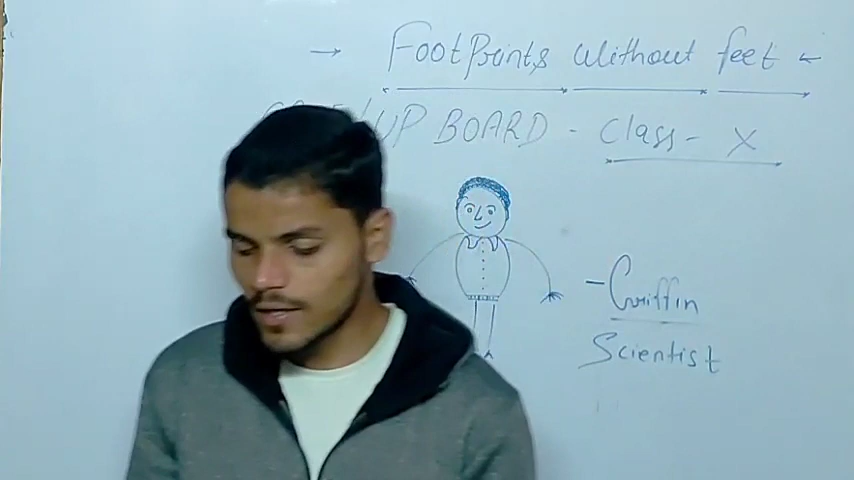 → FootPrints without feet ←
UP BOARD - Class - X
- Griffin
Scientist